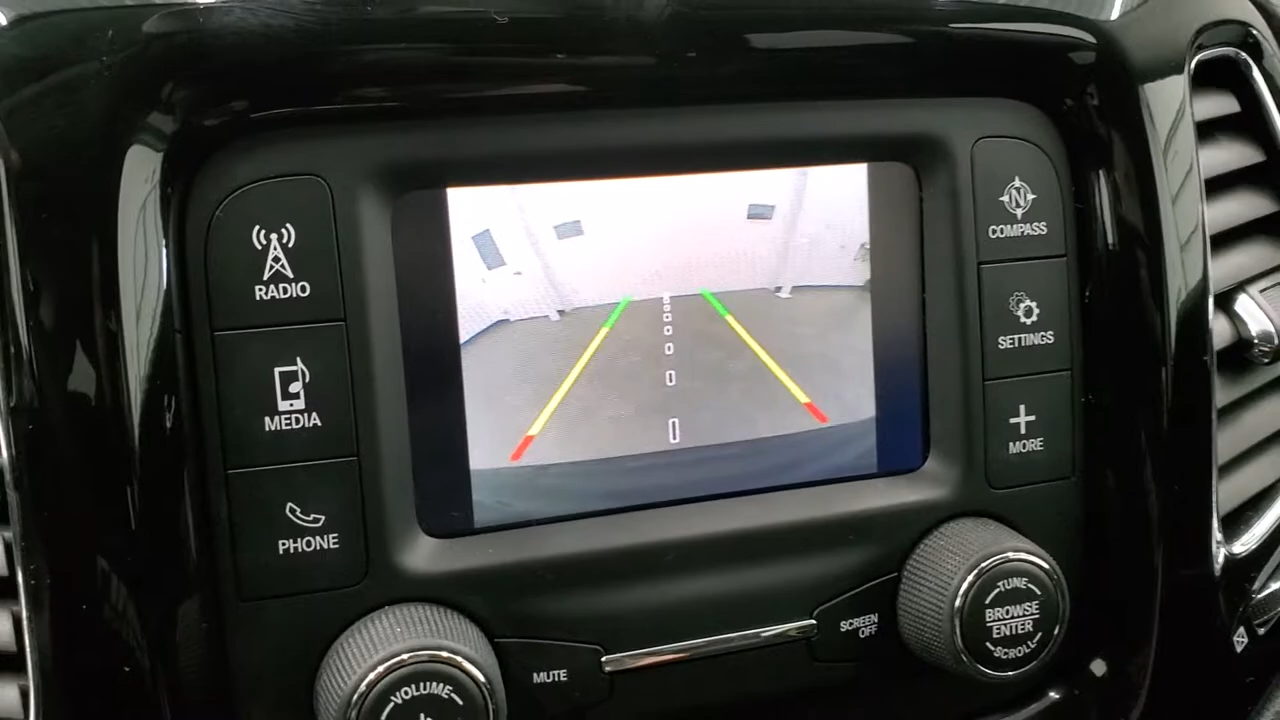 RADIO
MEDIA
PHONE
N
COMPASS
SETTINGS
MORE
VOLUME
MUTE
SCREEN
OFF
TUNE
BROWSE
ENTER
SCROLL